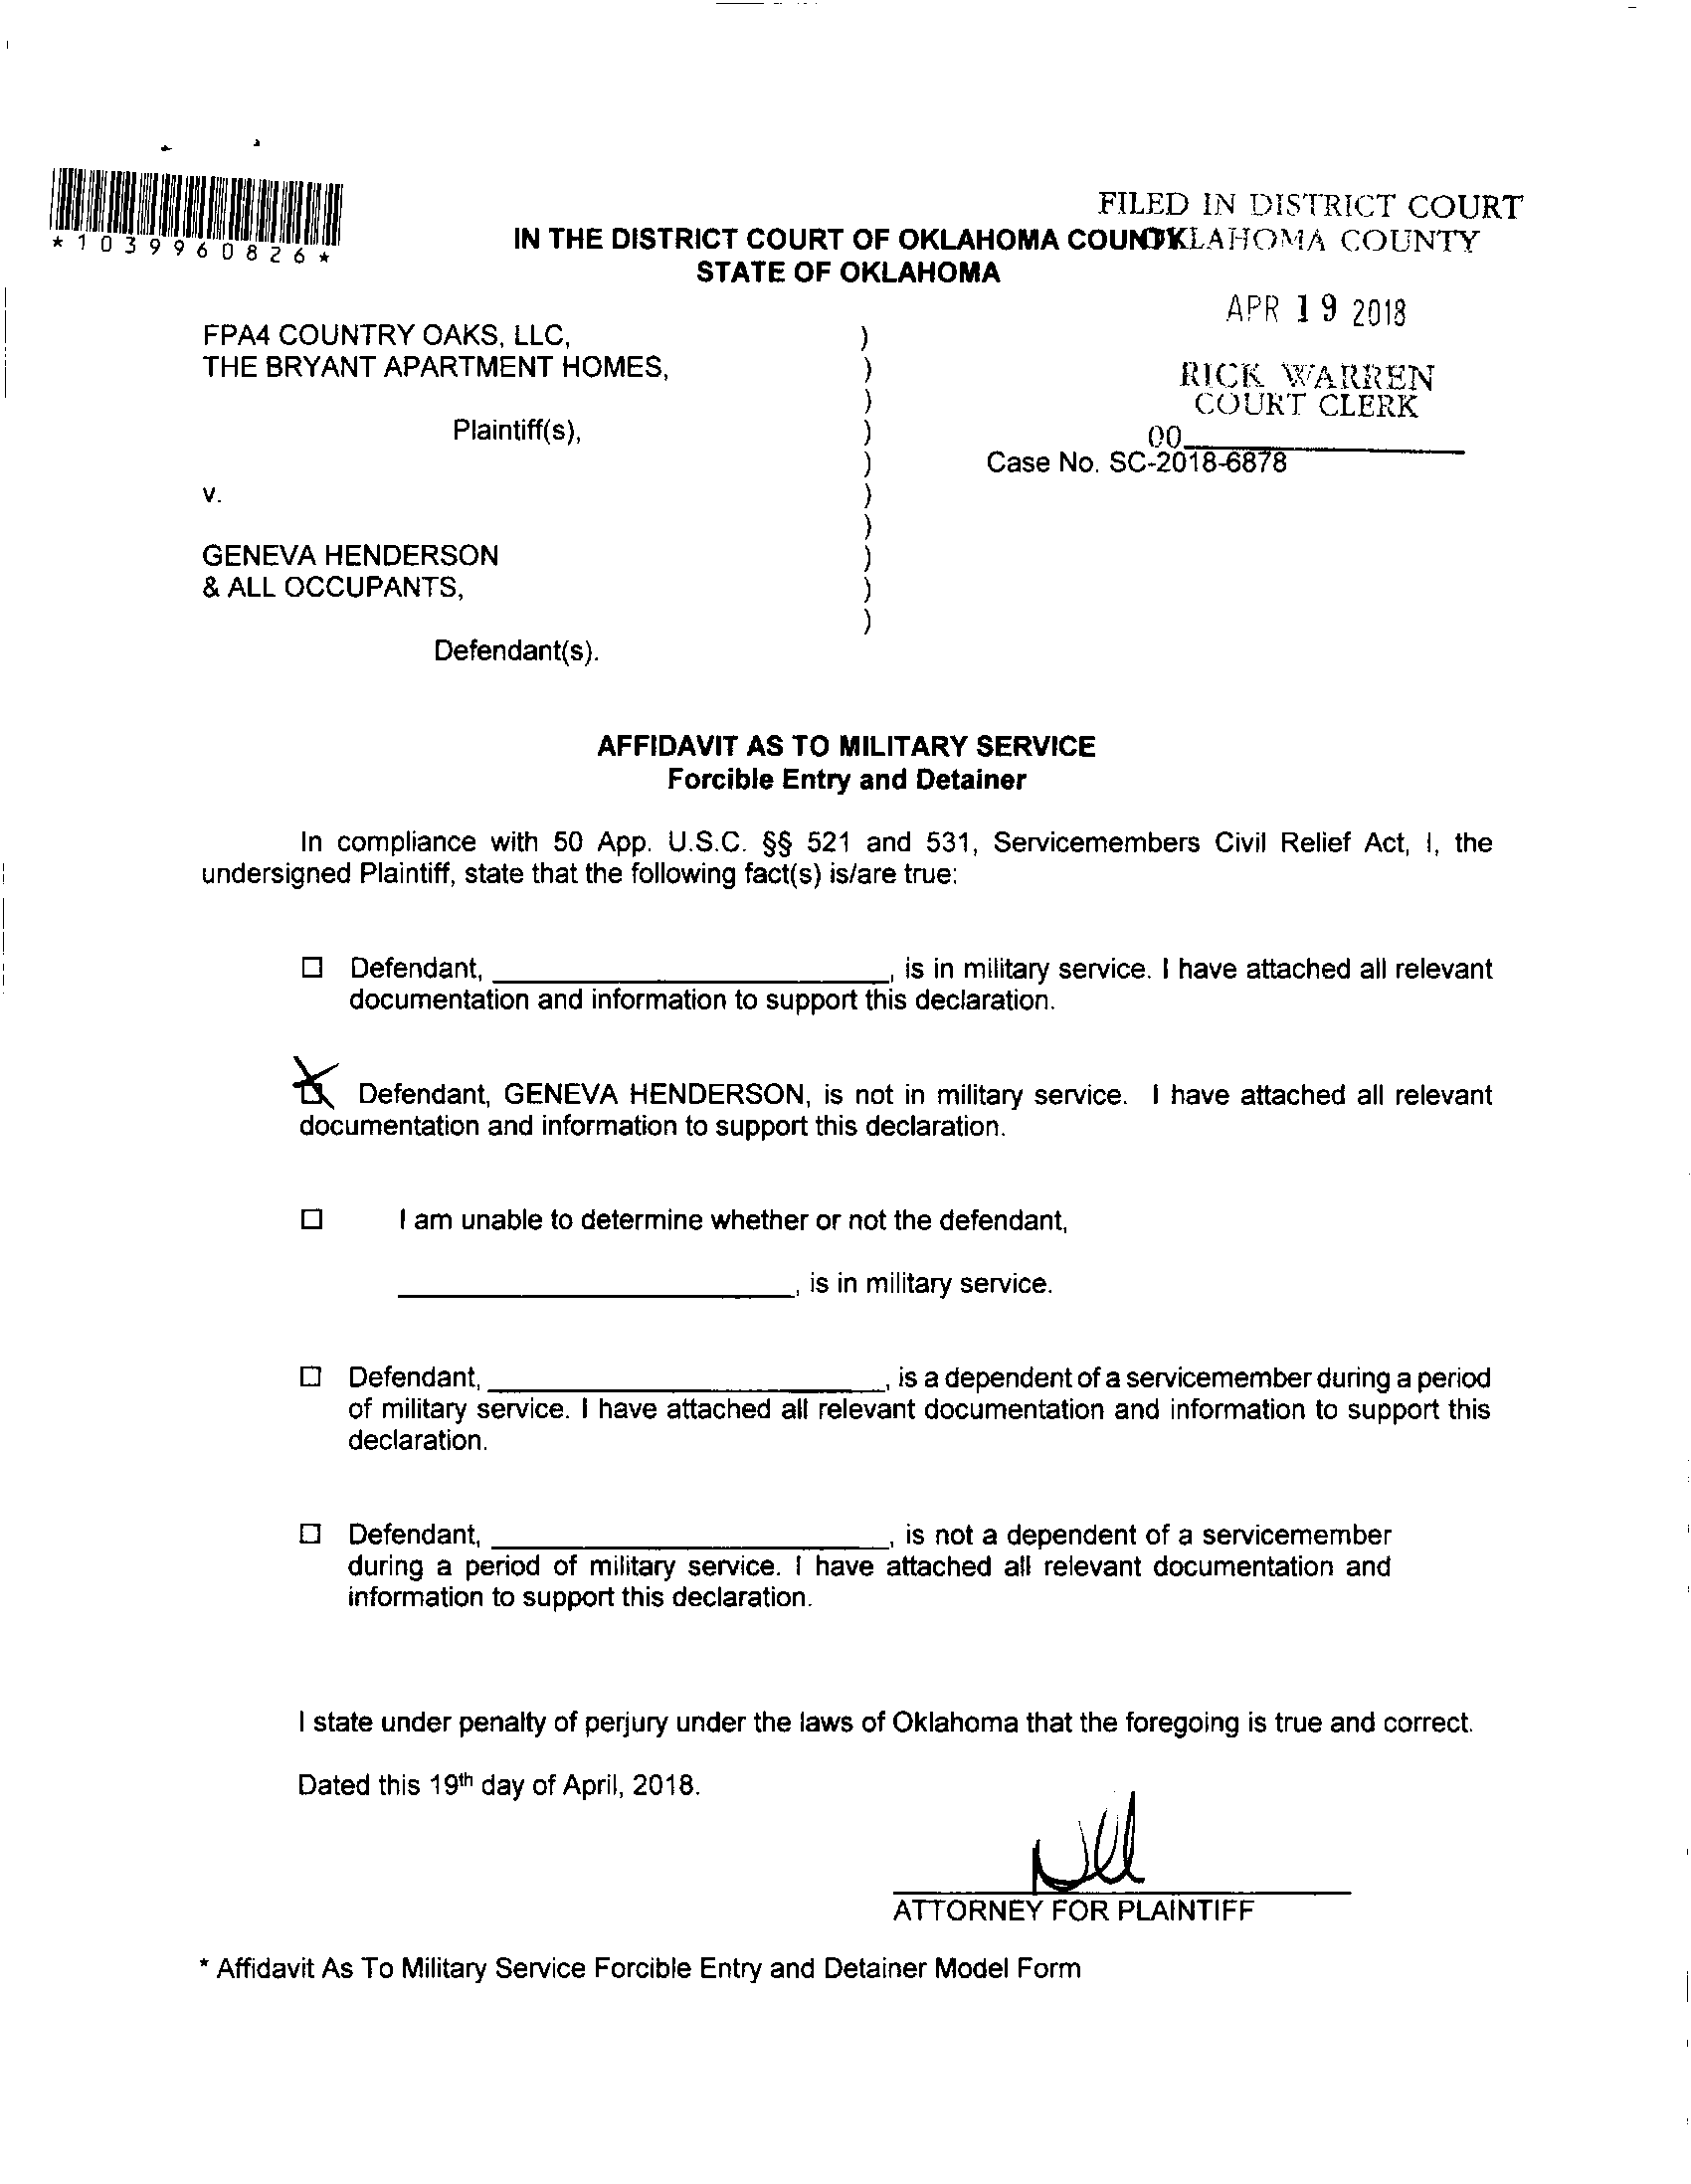 *1039960826*
FILED IN DISTRICT COURT
OKLAHOMA COUNTY
IN THE DISTRICT COURT OF OKLAHOMA COUNTY
STATE OF OKLAHOMA
APR 19 2018
FPA4 COUNTRY OAKS, LLC,
THE BRYANT APARTMENT HOMES,
RICK WARREN
COURT CLERK
Plaintiff(s),
00
Case No. SC-2018-6878
v.
GENEVA HENDERSON
& ALL OCCUPANTS,
Defendant(s).
AFFIDAVIT AS TO MILITARY SERVICE
Forcible Entry and Detainer
In compliance with 50 App. U.S.C. §§ 521 and 531, Servicemembers Civil Relief Act, I, the
undersigned Plaintiff, state that the following fact(s) is/are true:
Defendant, , is in military service. I have attached all relevant
documentation and information to support this declaration.
Defendant, GENEVA HENDERSON, is not in military service. I have attached all relevant
documentation and information to support this declaration.
I am unable to determine whether or not the defendant,
, is in military service.
Defendant, , is a dependent of a servicemember during a period
of military service. I have attached all relevant documentation and information to support this
declaration.
Defendant, , is not a dependent of a servicemember
during a period of military service. I have attached all relevant documentation and
information to support this declaration.
I state under penalty of perjury under the laws of Oklahoma that the foregoing is true and correct.
Dated this 19th day of April, 2018.
ATTORNEY FOR PLAINTIFF
* Affidavit As To Military Service Forcible Entry and Detainer Model Form